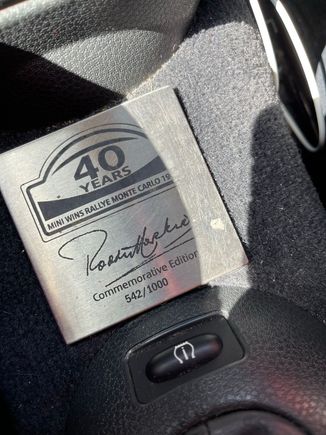 40
YEARS
MINI WINS RALLYE MONTE CARLO 19
Commemorative Edition
542/1000